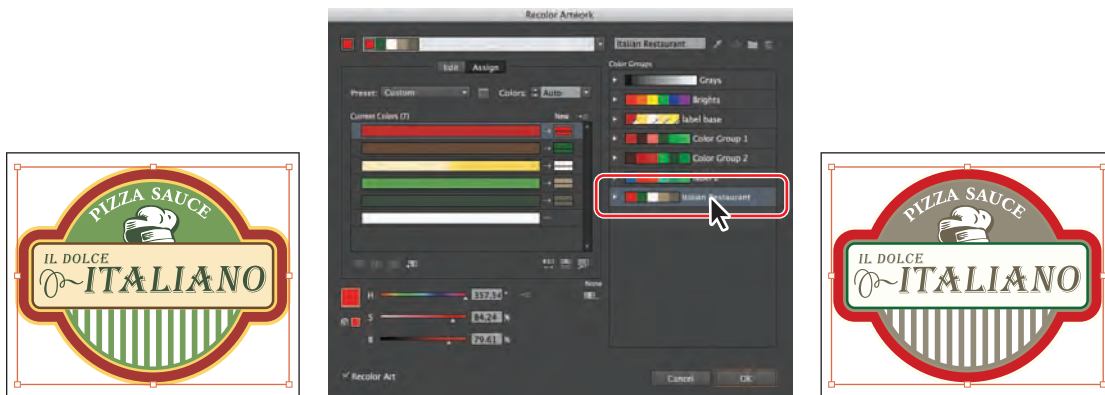 PIZZA SAUCE
IL DOLCE
ITALIANO
Recolor Artwork
Italian Restaurant
Edit Assign
Color Groups
Preset: Custom Colors: Auto
Current Colors (7) New
Grays
Brights
label base
Color Group 1
Color Group 2
Italian Restaurant
None
H 357.54 °
S 84.24 %
B 79.61 %
Recolor Art
Cancel OK
PIZZA SAUCE
IL DOLCE
ITALIANO